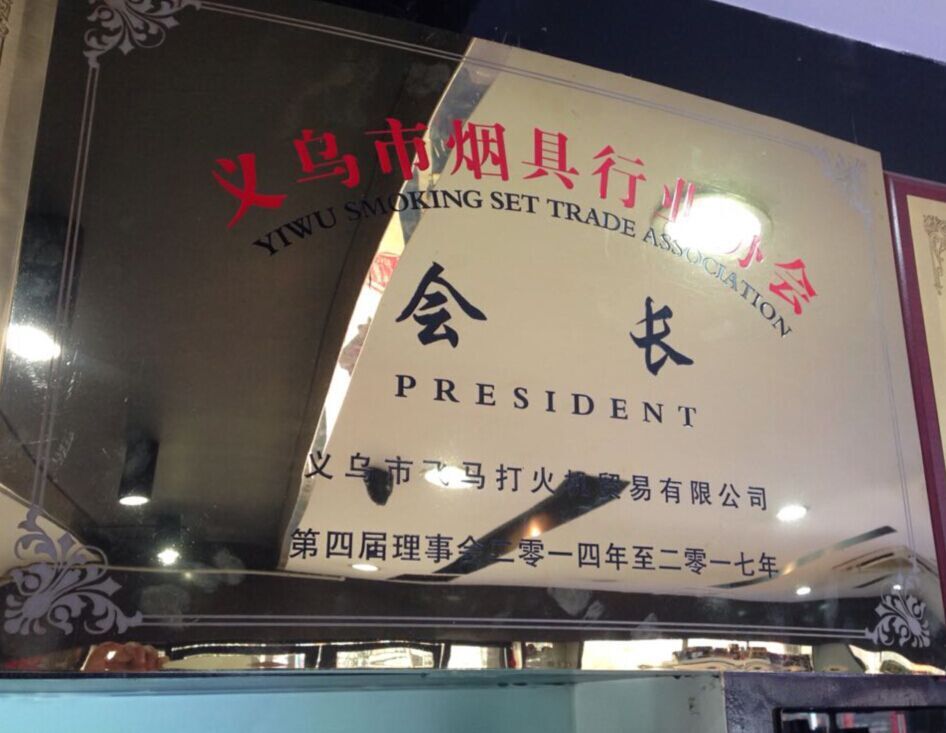 义乌市烟具行业协会
YIWU SMOKING SET TRADE ASSOCIATION
会 长
PRESIDENT
义乌市飞马打火机贸易有限公司
第四届理事会二零一四年至二零一七年